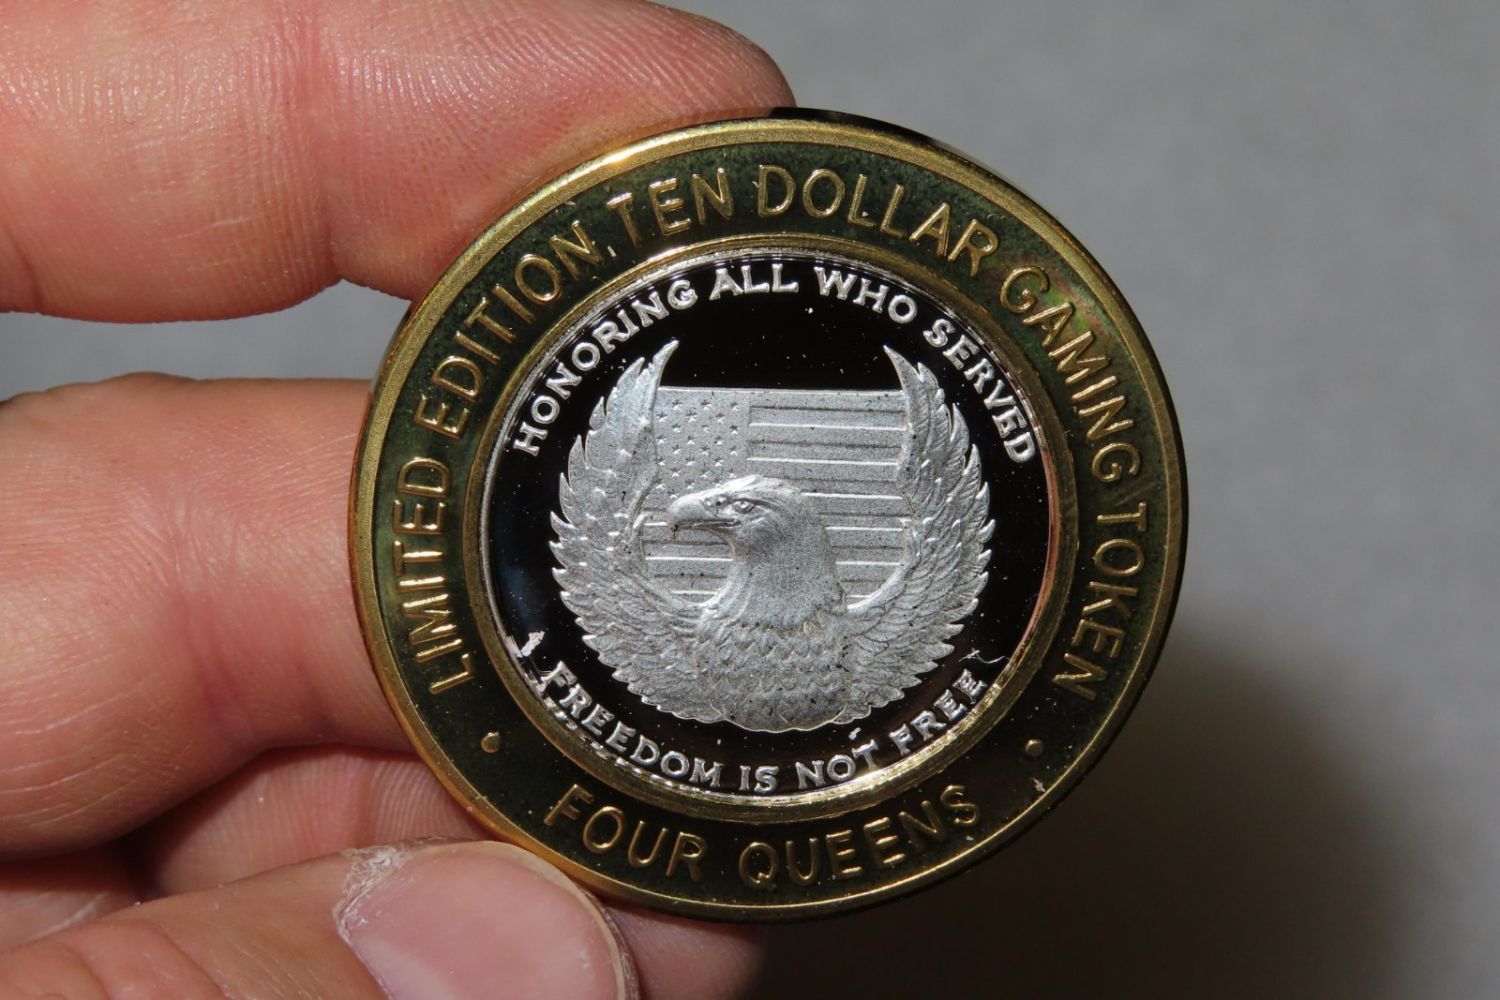 LIMITED EDITION TEN DOLLAR GAMING TOKEN
HONORING ALL WHO SERVED
FREEDOM IS NOT FREE
• FOUR QUEENS •